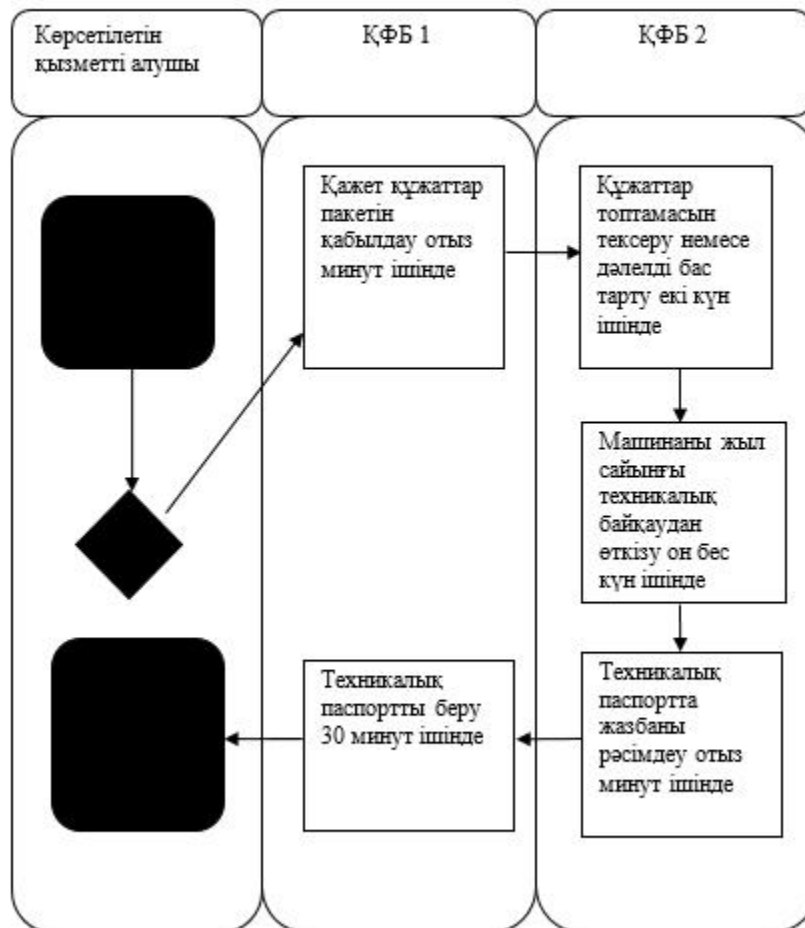 Көрсетілетін
қызметті алушы
ҚФБ 1
ҚФБ 2
Қажет құжаттар
пакетін
қабылдау отыз
минут ішінде
Құжаттар
топтамасын
тексеру немесе
дәлелді бас
тарту екі күн
ішінде
Машинаны жыл
сайынғы
техникалық
байқаудан
өткізу он бес
күн ішінде
Техникалық
паспортта
жазбаны
рәсімдеу отыз
минут ішінде
Техникалық
паспортты беру
30 минут ішінде